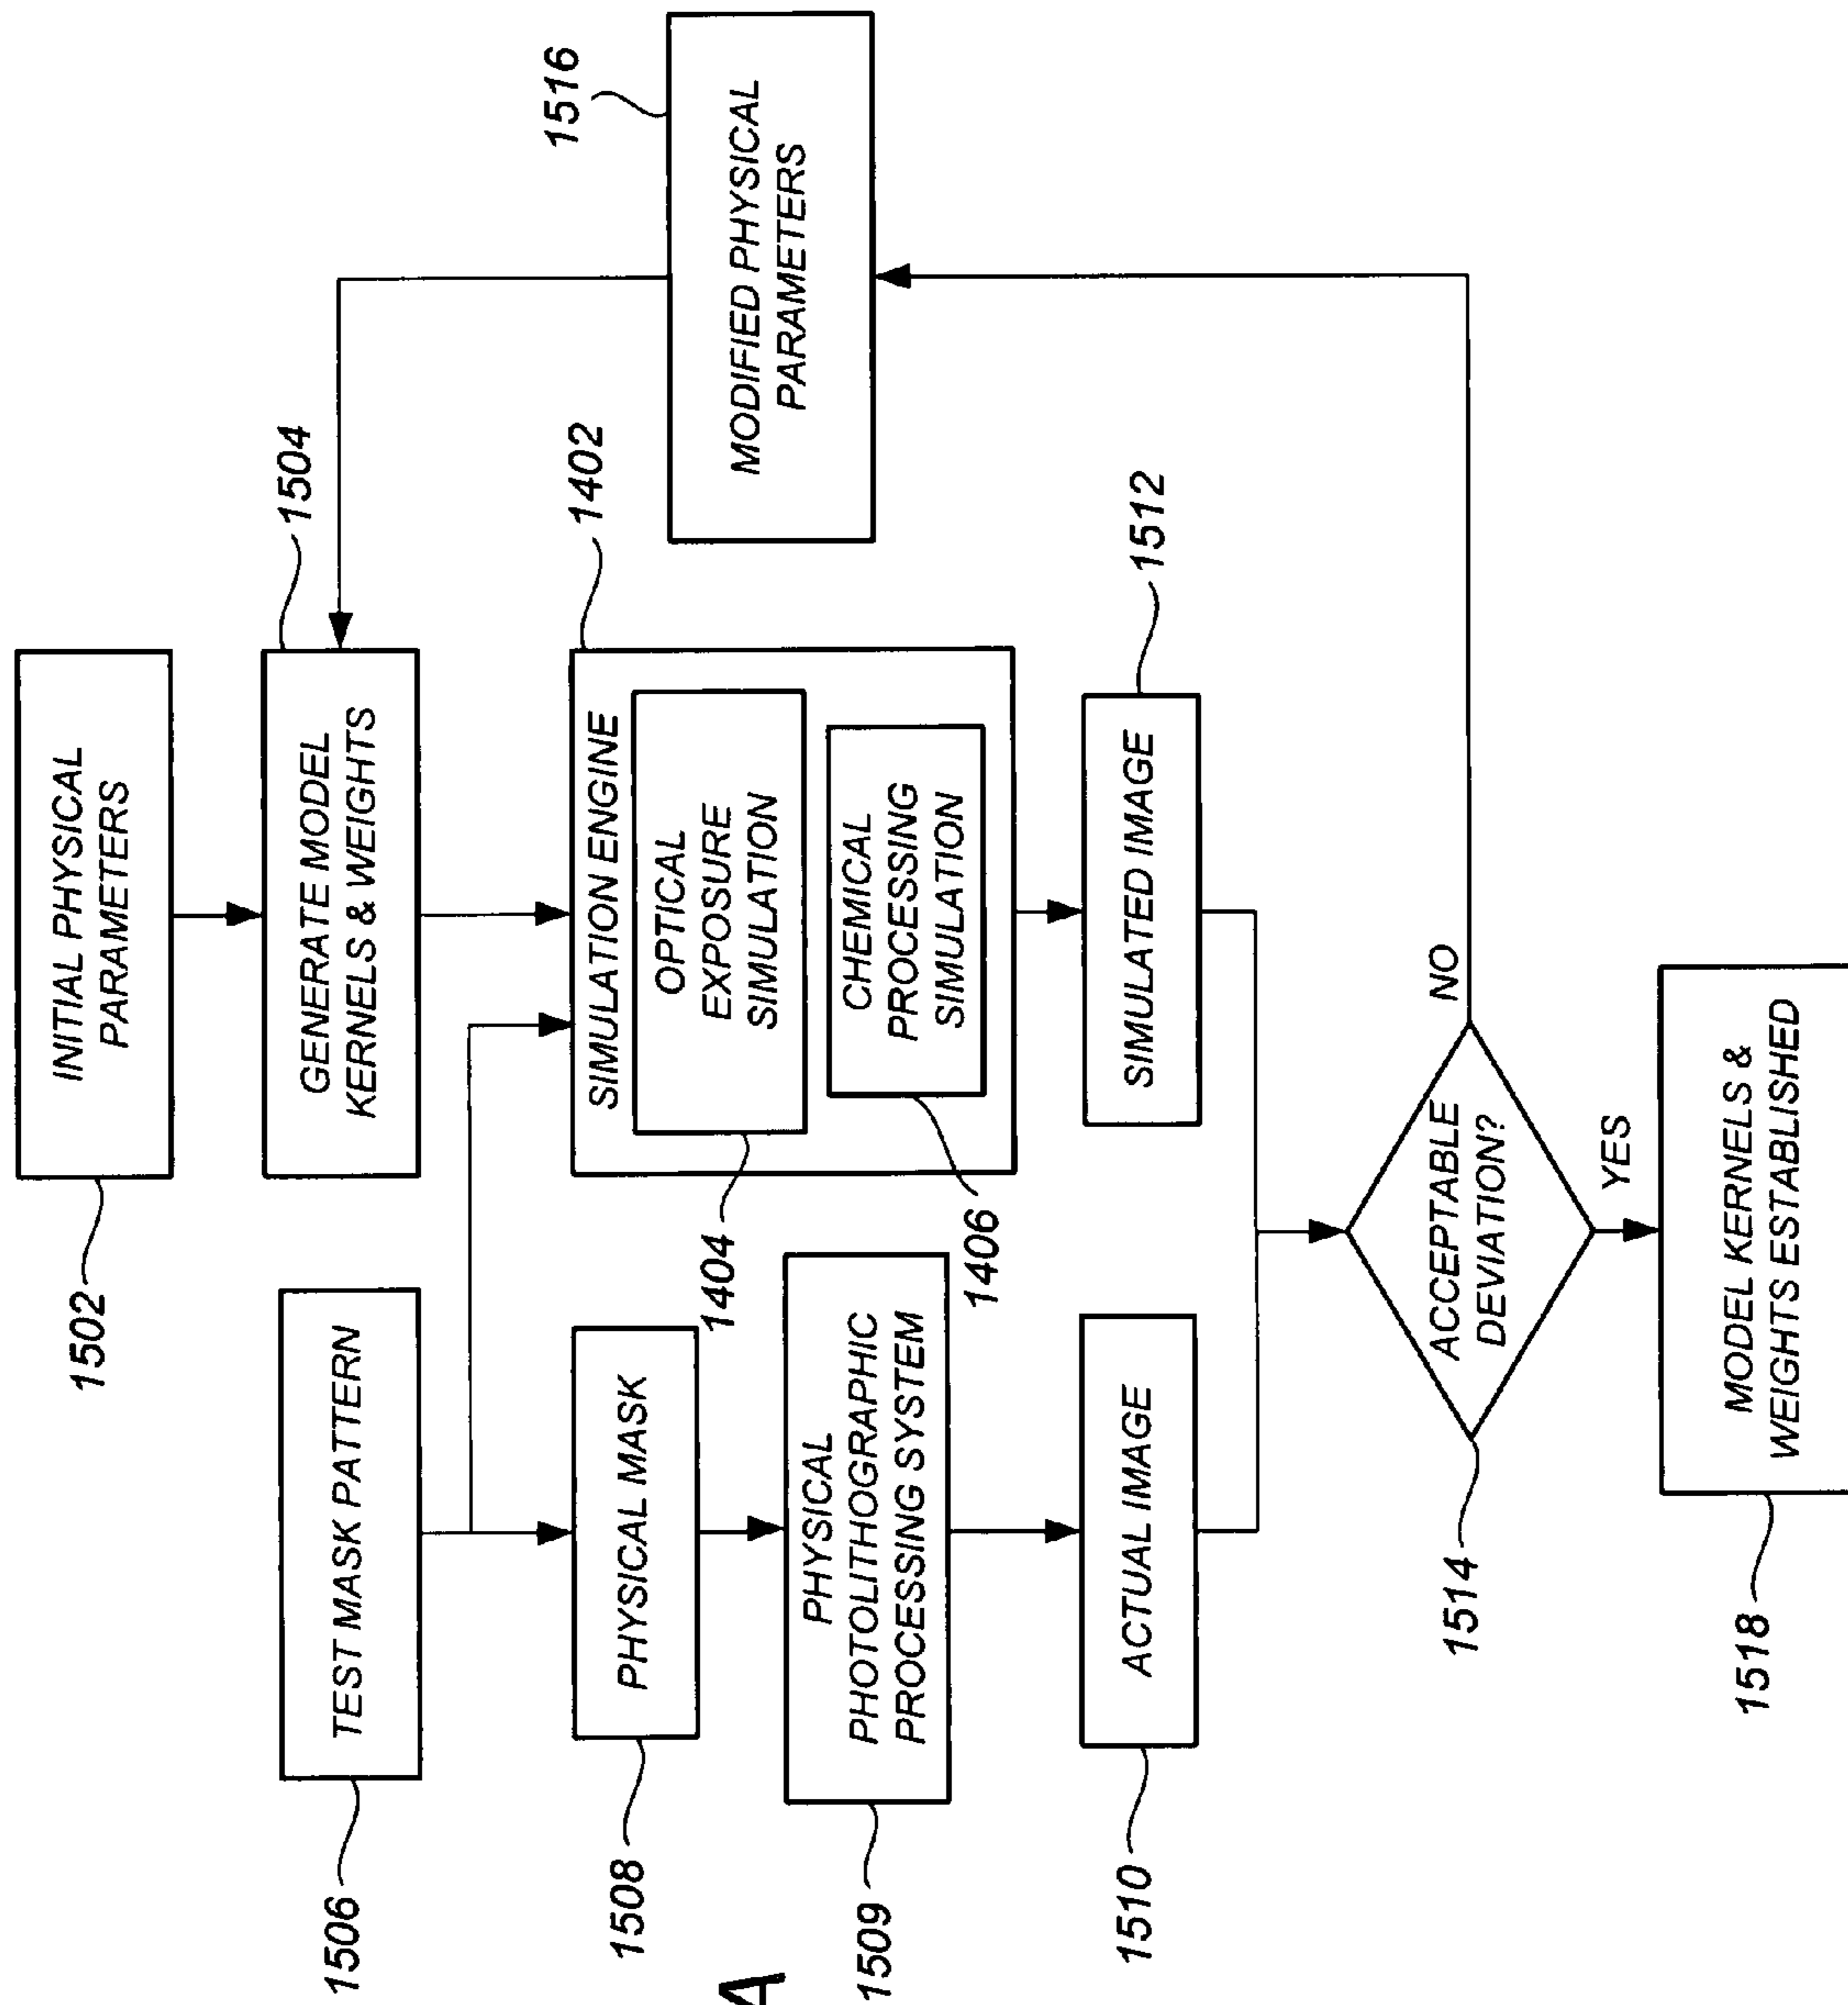 1502
INITIAL PHYSICAL
PARAMETERS
1506
TEST MASK PATTERN
GENERATE MODEL
KERNELS & WEIGHTS
1504
1508
PHYSICAL MASK
SIMULATION ENGINE
1402
OPTICAL
EXPOSURE
SIMULATION
1404
CHEMICAL
PROCESSING
SIMULATION
1406
1516
MODIFIED PHYSICAL
PARAMETERS
1509
PHYSICAL
PHOTOLITHOGRAPHIC
PROCESSING SYSTEM
1510
ACTUAL IMAGE
SIMULATED IMAGE
1512
1514
ACCEPTABLE
DEVIATION?
NO
YES
1518
MODEL KERNELS &
WEIGHTS ESTABLISHED
A